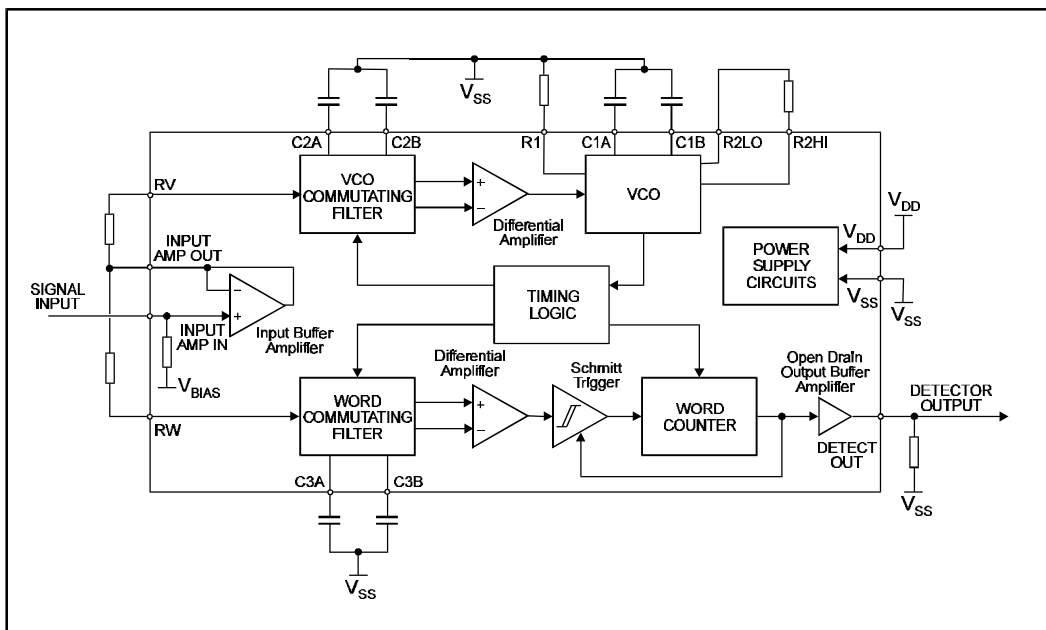 VSS
C2A
C2B
R1
C1A
C1B
R2LO
R2HI
RV
VCO
COMMUTATING
FILTER
+
−
Differential
Amplifier
VCO
VDD
VDD
POWER
SUPPLY
CIRCUITS
VSS
VSS
INPUT
AMP OUT
SIGNAL
INPUT
−
+
INPUT
AMP IN
Input Buffer
Amplifier
VBIAS
TIMING
LOGIC
RW
WORD
COMMUTATING
FILTER
Differential
Amplifier
+
−
Schmitt
Trigger
WORD
COUNTER
Open Drain
Output Buffer
Amplifier
DETECTOR
OUTPUT
DETECT
OUT
VSS
C3A
C3B
VSS